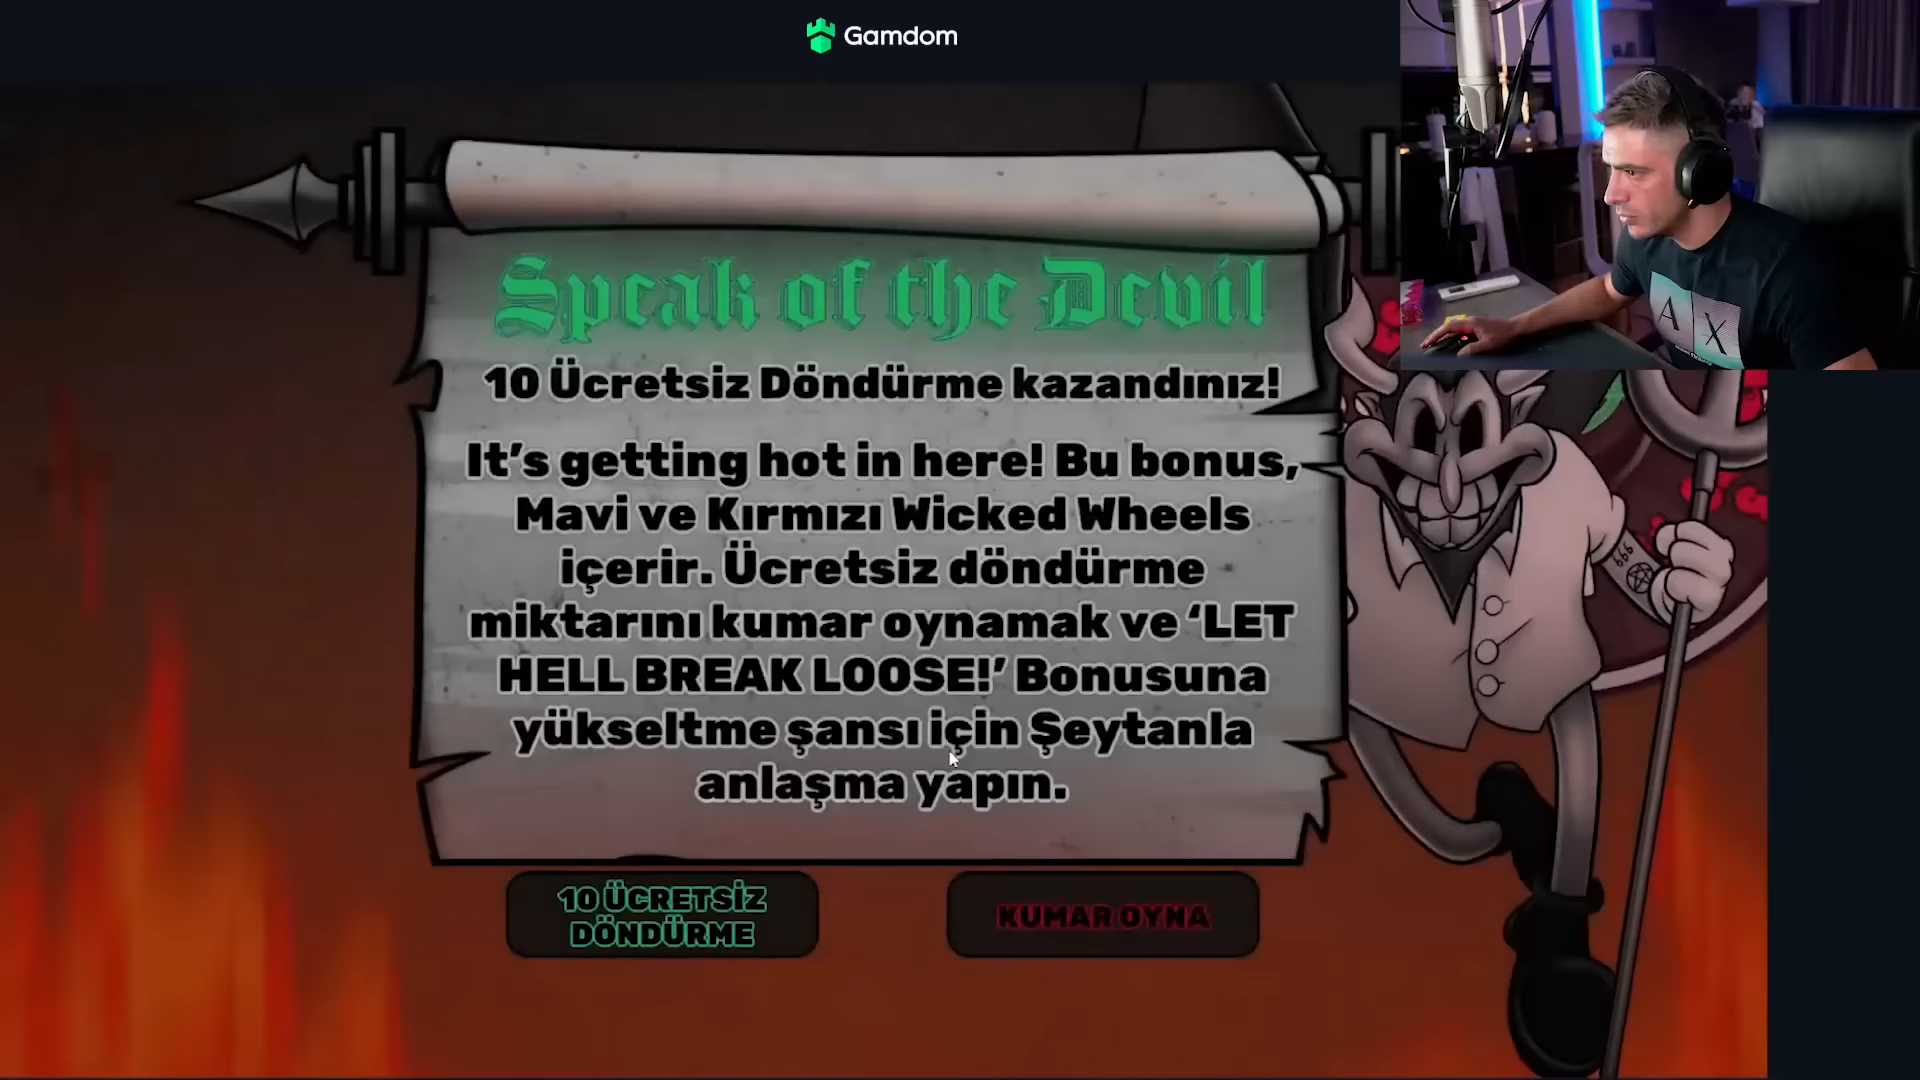 Gamdom
Speak of the Devil
10 Ücretsiz Döndürme kazandınız!
It's getting hot in here! Bu bonus,
Mavi ve Kırmızı Wicked Wheels
içerir. Ücretsiz döndürme
miktarını kumar oynamak ve ‘LET
HELL BREAK LOOSE!’ Bonusuna
yükseltme şansı için Şeytanla
anlaşma yapın.
10 ÜCRETSİZ
DÖNDÜRME
KUMAR OYNA
A X
666